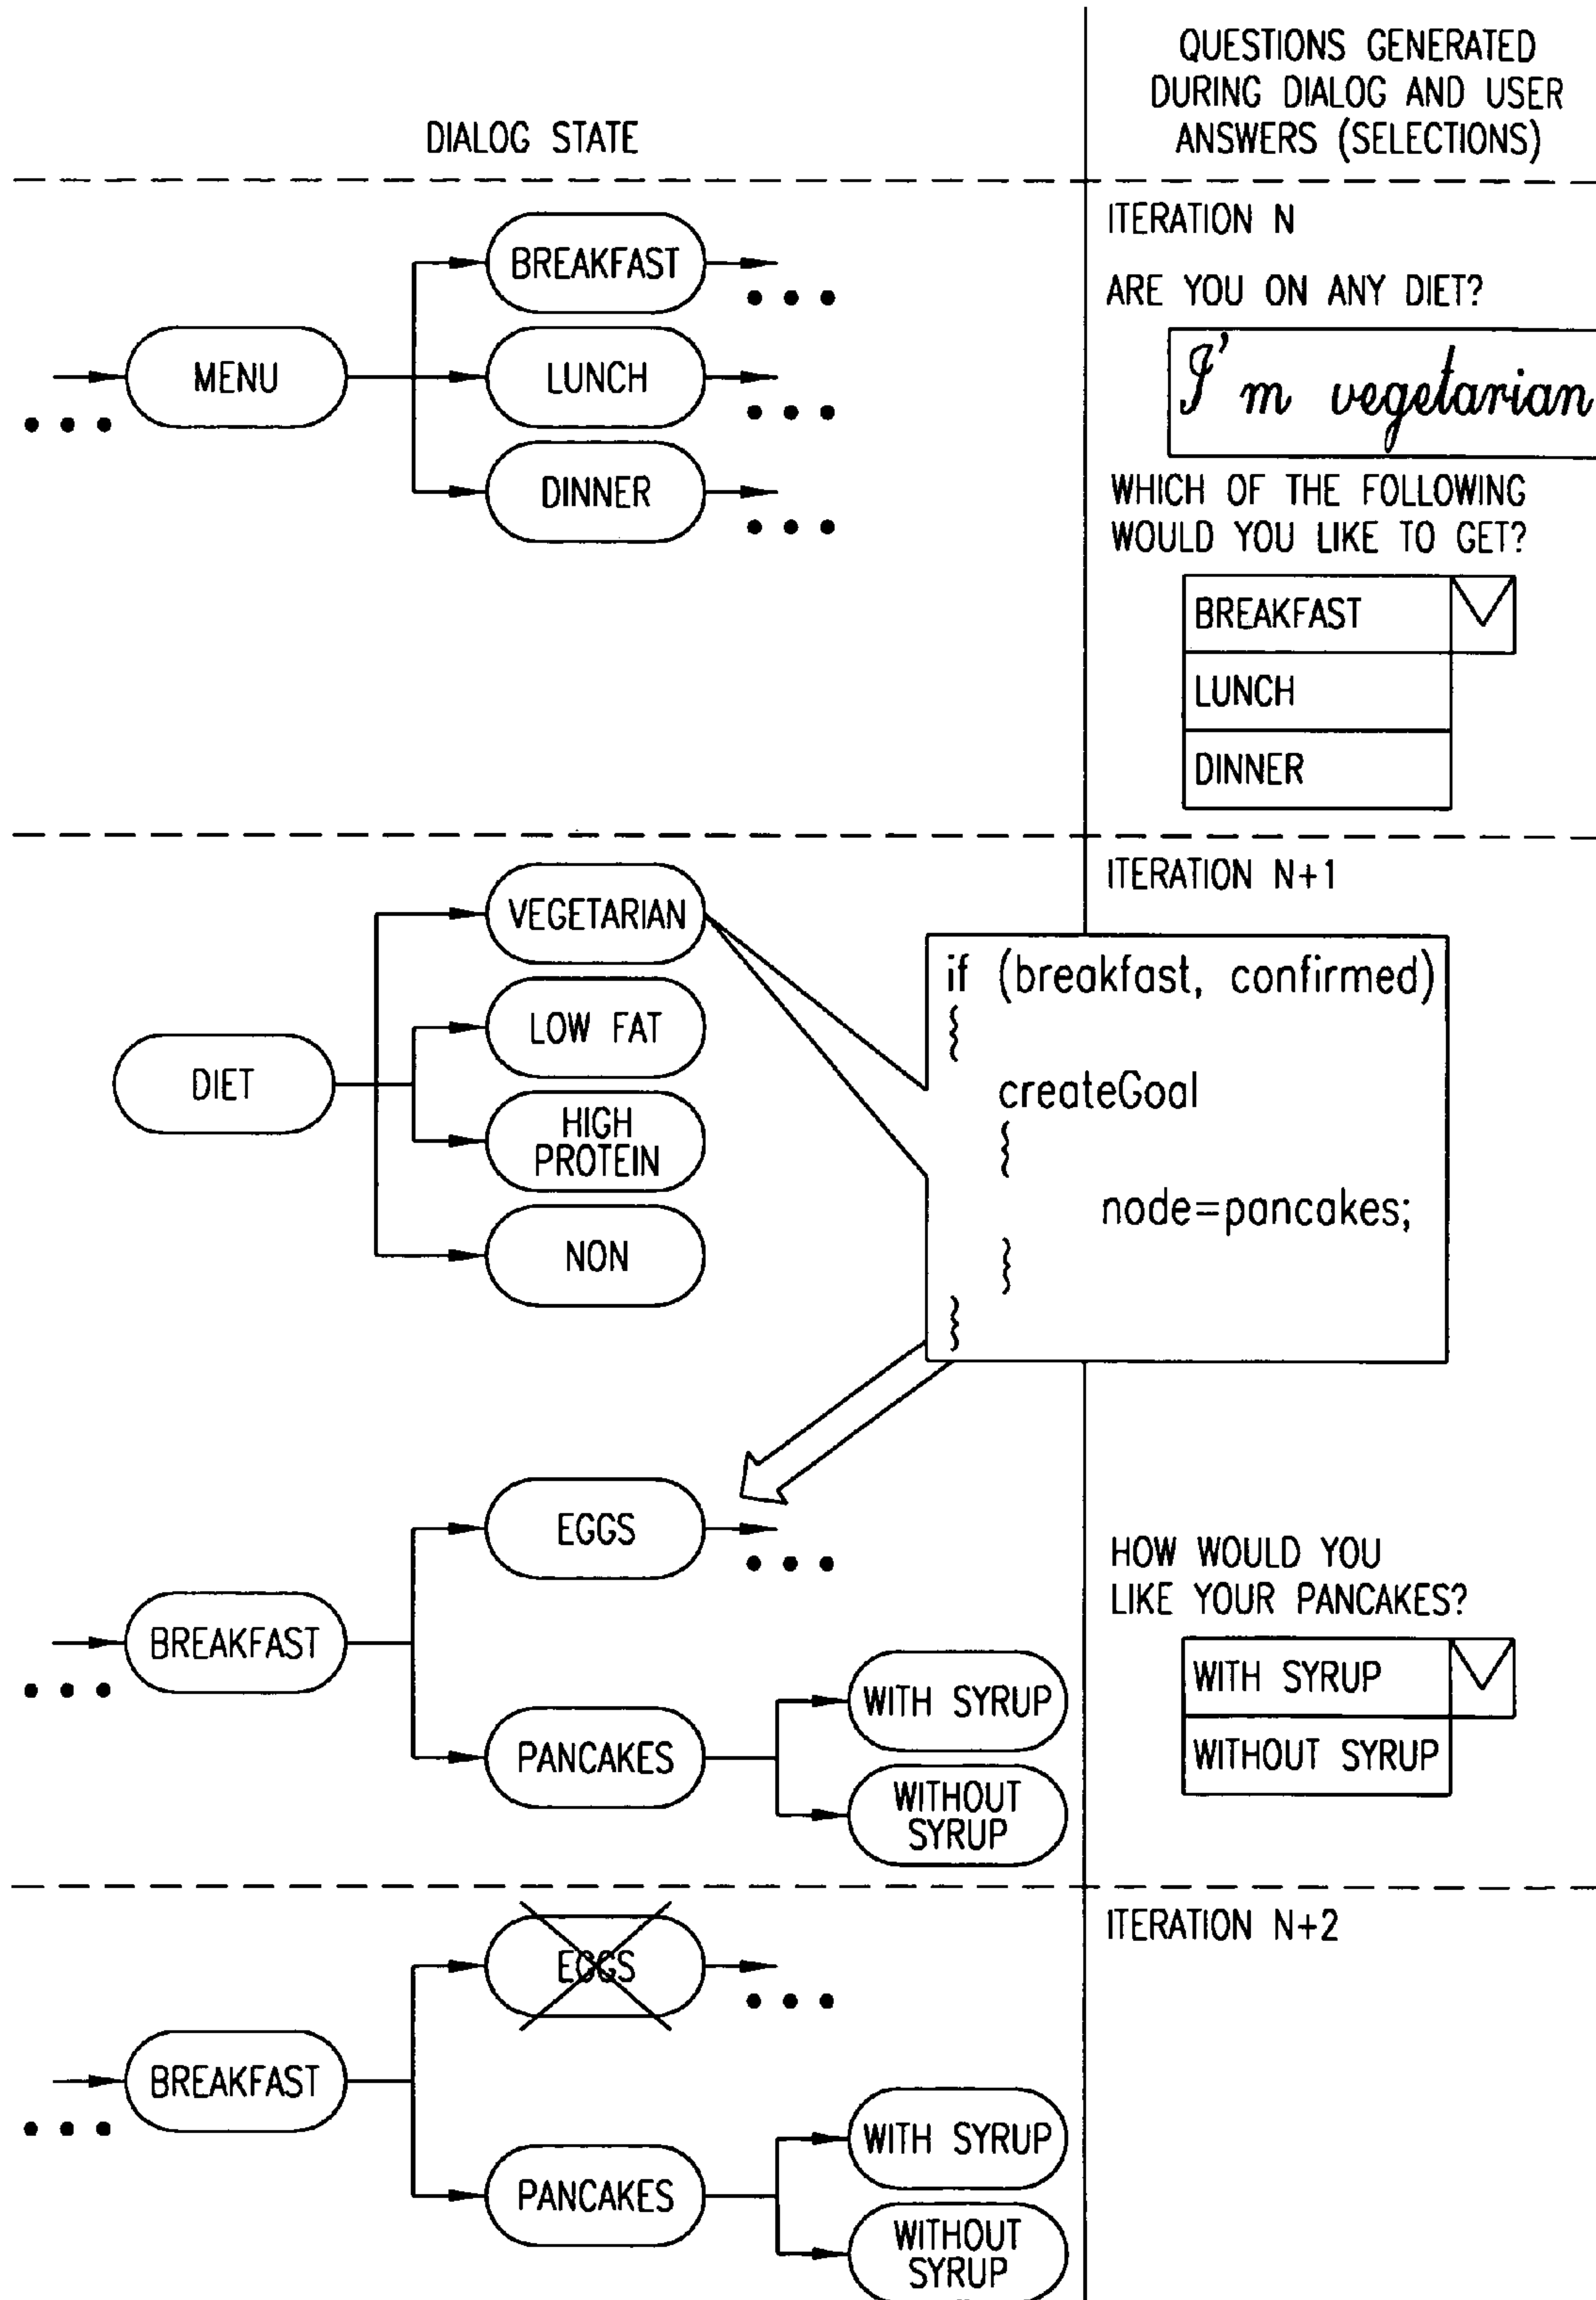 DIALOG STATE
QUESTIONS GENERATED
DURING DIALOG AND USER
ANSWERS (SELECTIONS)
MENU
BREAKFAST
LUNCH
DINNER
ITERATION N
ARE YOU ON ANY DIET?
I'm vegetarian
WHICH OF THE FOLLOWING
WOULD YOU LIKE TO GET?
BREAKFAST
LUNCH
DINNER
DIET
VEGETARIAN
LOW FAT
HIGH
PROTEIN
NON
ITERATION N+1
if (breakfast, confirmed)
{
createGoal
{
node=pancakes;
}
}
BREAKFAST
EGGS
PANCAKES
WITH SYRUP
WITHOUT
SYRUP
HOW WOULD YOU
LIKE YOUR PANCAKES?
WITH SYRUP
WITHOUT SYRUP
ITERATION N+2
BREAKFAST
EGGS
PANCAKES
WITH SYRUP
WITHOUT
SYRUP